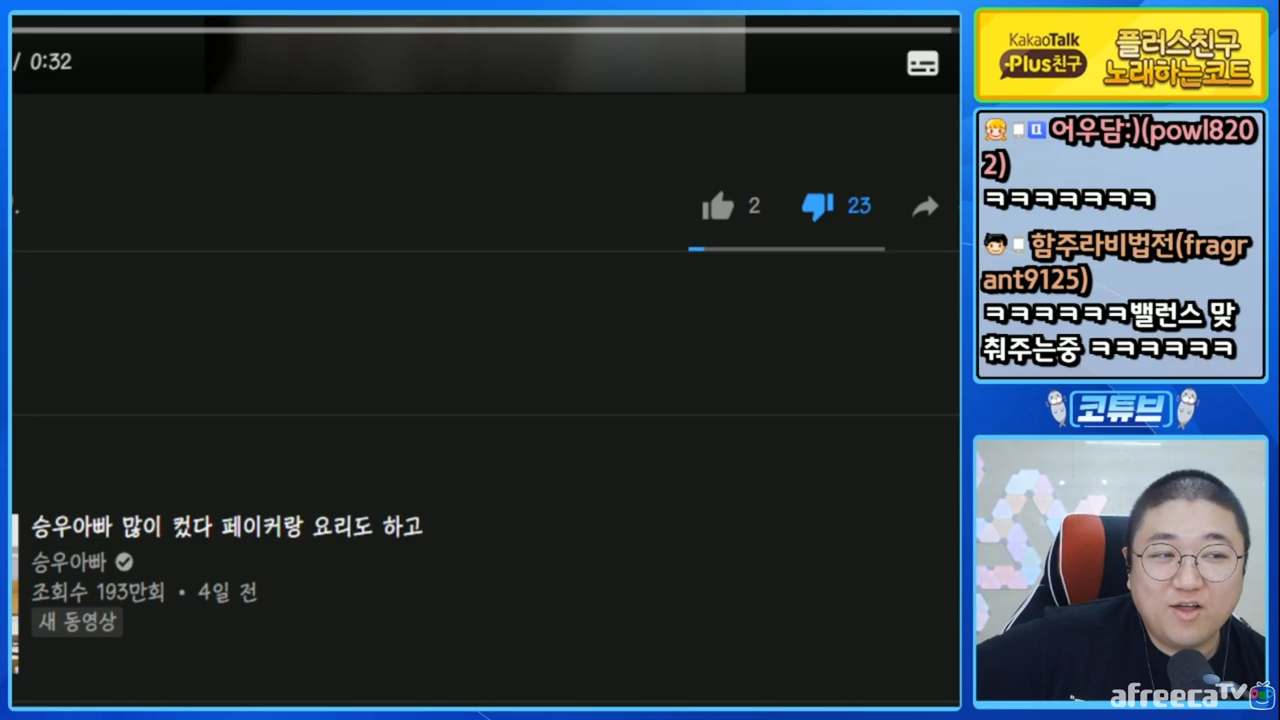 / 0:32
2
23
승우아빠 많이 컸다 페이커랑 요리도 하고
승우아빠
조회수 193만회 • 4일 전
새 동영상
KakaoTalk
Plus친구
플러스친구
노래하는코트
어우담:)(powl820
2)
ㅋㅋㅋㅋㅋㅋㅋ
함주라비법전(fragr
ant9125)
ㅋㅋㅋㅋㅋㅋ밸런스 맞
춰주는중 ㅋㅋㅋㅋㅋㅋ
코튜브
afreecaTV